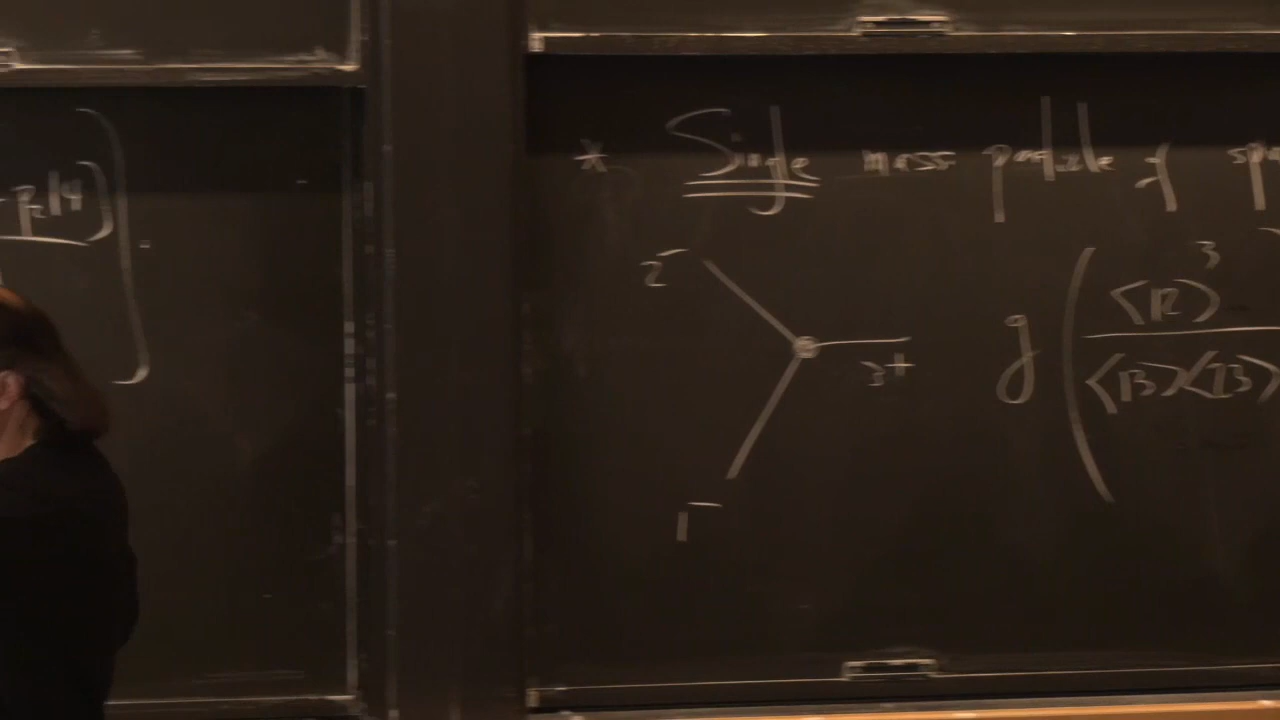 * Single mass particle of
2⁻
3⁺
1⁻
g ( ⟨12⟩³
⟨13⟩⟨23⟩